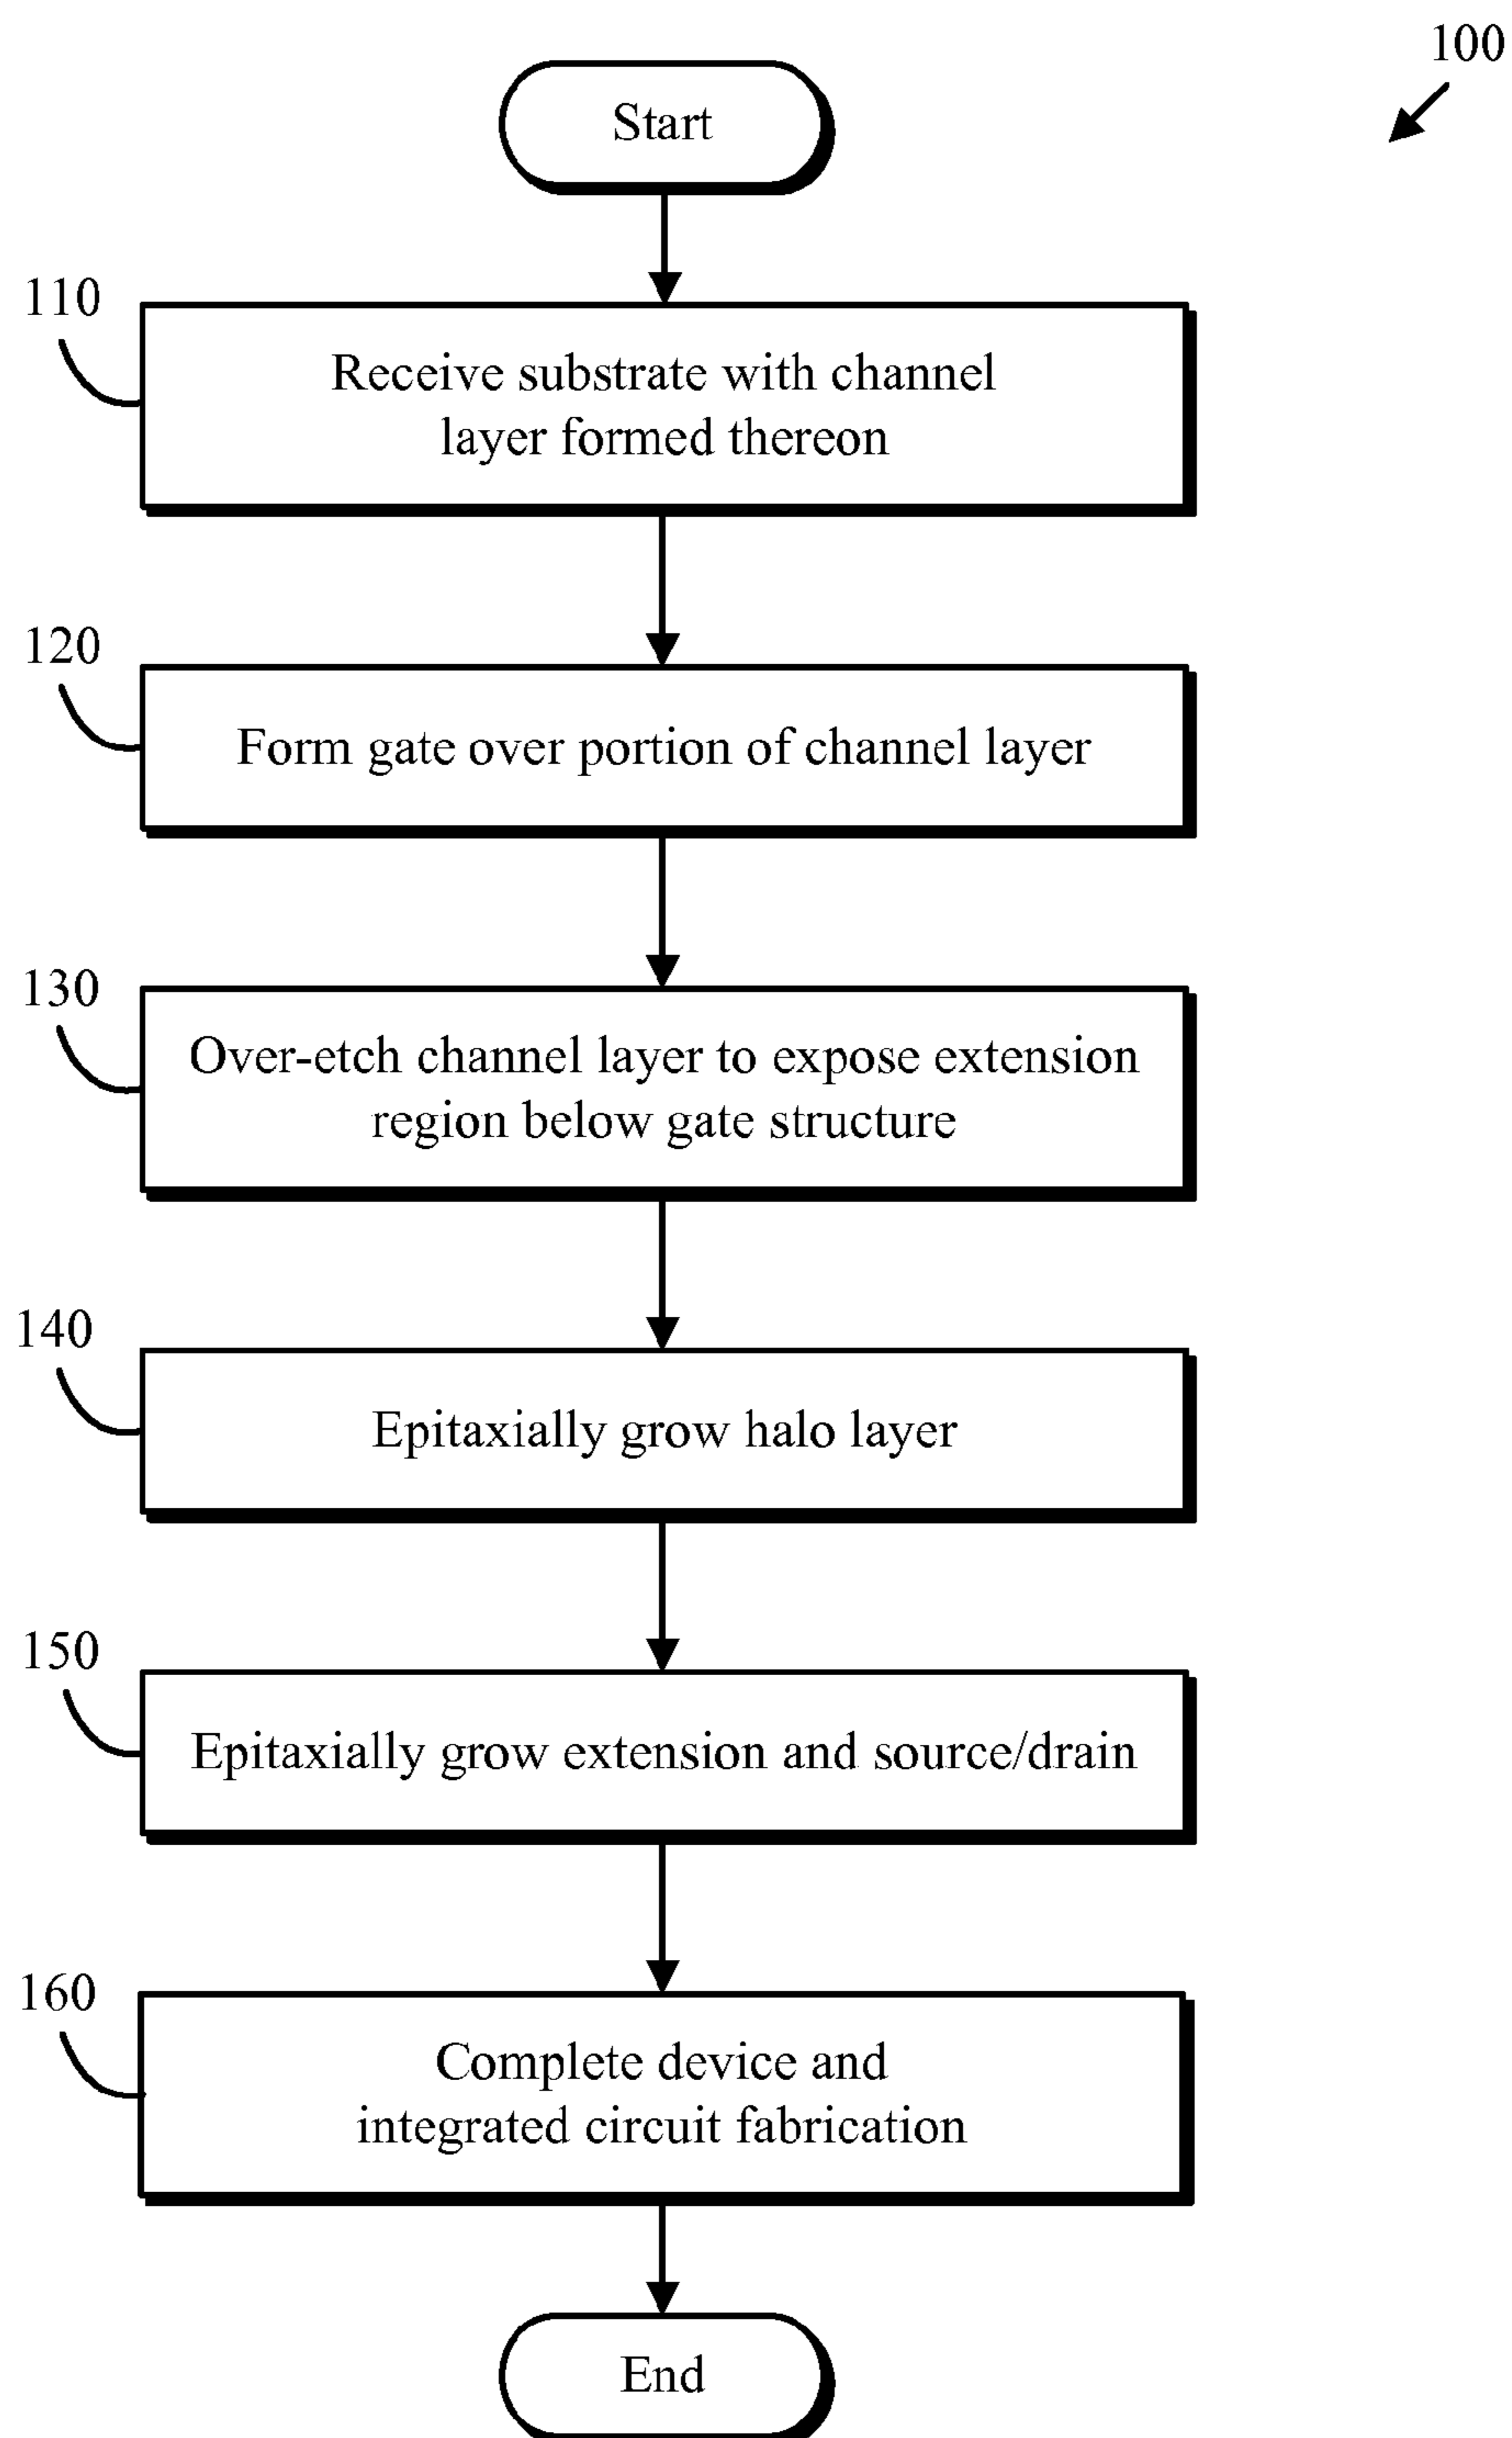 100
Start
110
Receive substrate with channel
layer formed thereon
120
Form gate over portion of channel layer
130
Over-etch channel layer to expose extension
region below gate structure
140
Epitaxially grow halo layer
150
Epitaxially grow extension and source/drain
160
Complete device and
integrated circuit fabrication
End